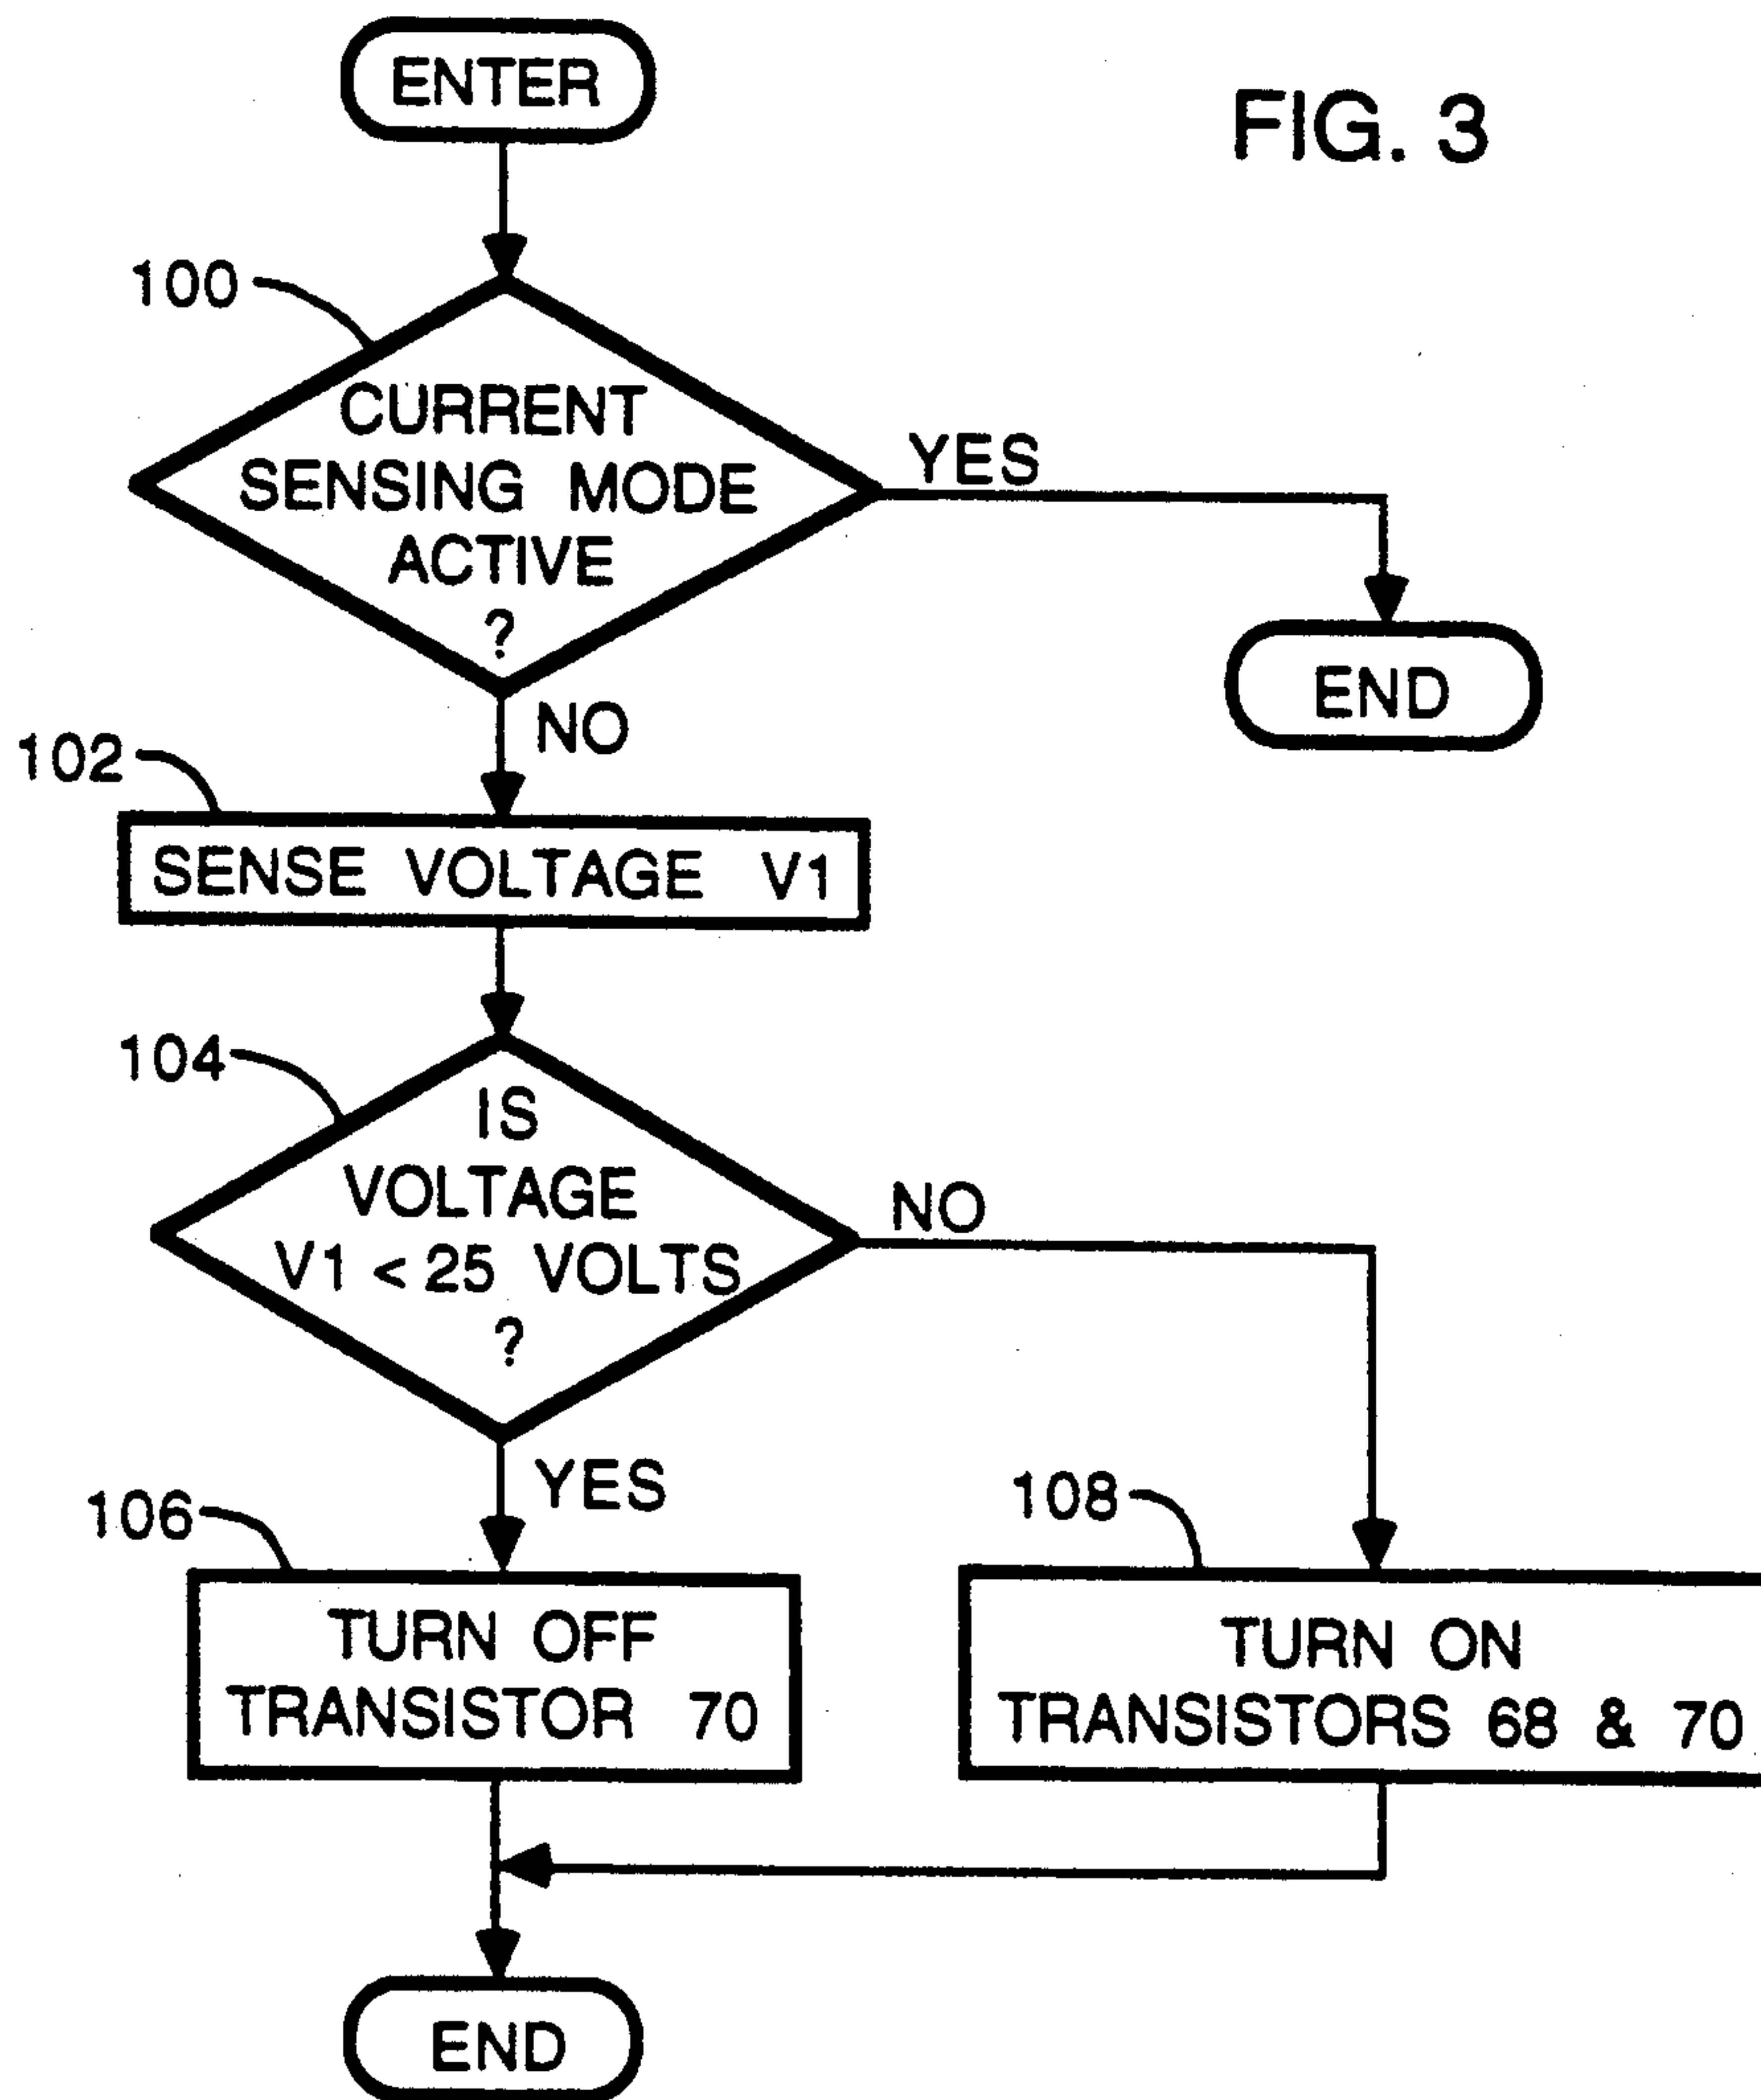 ENTER
FIG. 3
100
CURRENT
SENSING MODE
ACTIVE
?
YES
END
NO
102
SENSE VOLTAGE V1
104
IS
VOLTAGE
V1 < 25 VOLTS
?
NO
YES
106
TURN OFF
TRANSISTOR 70
108
TURN ON
TRANSISTORS 68 & 70
END